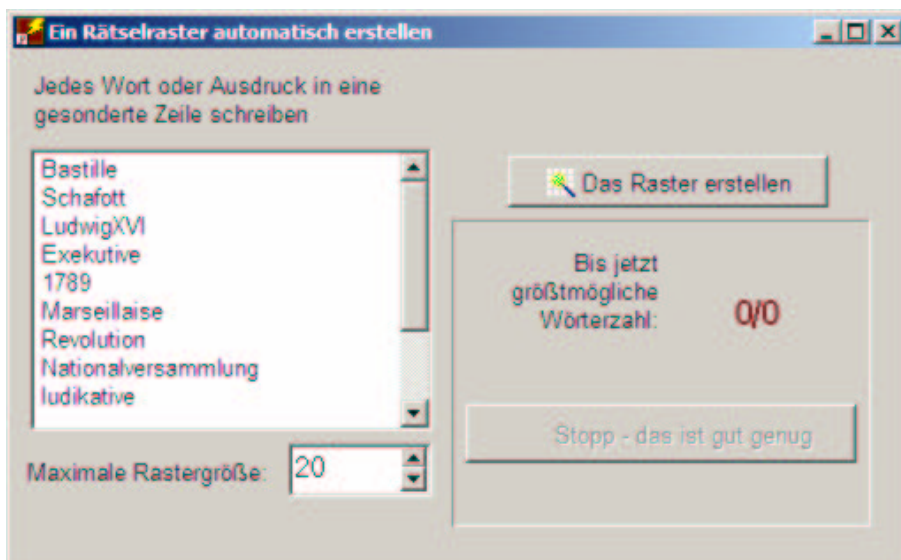 Ein Rätselraster automatisch erstellen
Jedes Wort oder Ausdruck in eine
gesonderte Zeile schreiben
Bastille
Schafott
LudwigXVI
Exekutive
1789
Marseillaise
Revolution
Nationalversammlung
ludikative
Maximale Rastergröße:
20
Das Raster erstellen
Bis jetzt
größtmögliche
Wörterzahl:
0/0
Stopp - das ist gut genug